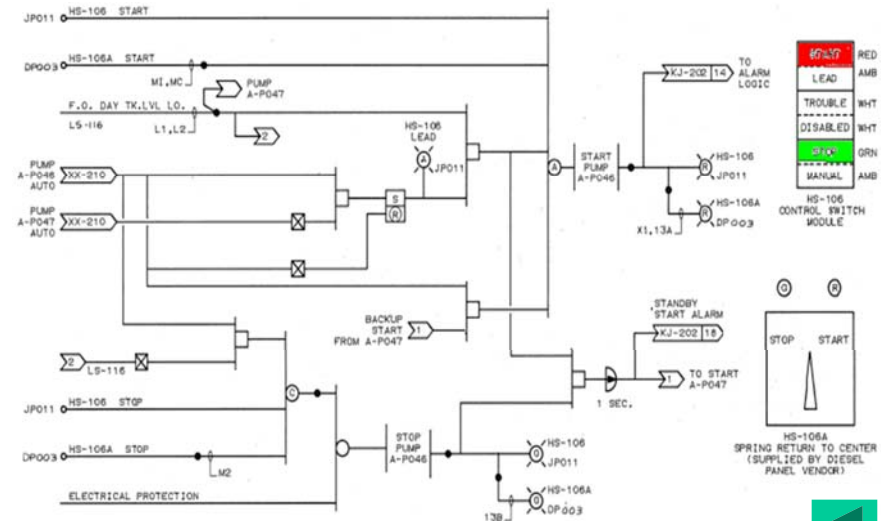 JP011 HS-106 START
DP003 HS-106A START
MI,MC
PUMP
A-P047
F.O. DAY TK.LVL LO.
LS-116
L1,L2
2
HS-106
LEAD
A
JP011
PUMP
A-P046
AUTO
XX-210
S
(R)
PUMP
A-P047
AUTO
XX-210
A
START
PUMP
A-P046
KJ-202 14
TO
ALARM
LOGIC
R
HS-106
JP011
X1,13A
R
HS-106A
DP003
BACKUP
START
FROM A-P047
1
2
LS-116
JP011 HS-106 STOP
C
DP003 HS-106A STOP
M2
ELECTRICAL PROTECTION
STOP
PUMP
A-P046
STANDBY
START ALARM
KJ-202 18
1 SEC.
1
TO START
A-P047
G
HS-106
JP011
13B
G
HS-106A
DP003
START RED
LEAD AMB
TROUBLE WHT
DISABLED WHT
STOP GRN
MANUAL AMB
HS-106
CONTROL SWITCH
MODULE
G R
STOP START
HS-106A
SPRING RETURN TO CENTER
(SUPPLIED BY DIESEL
PANEL VENDOR)